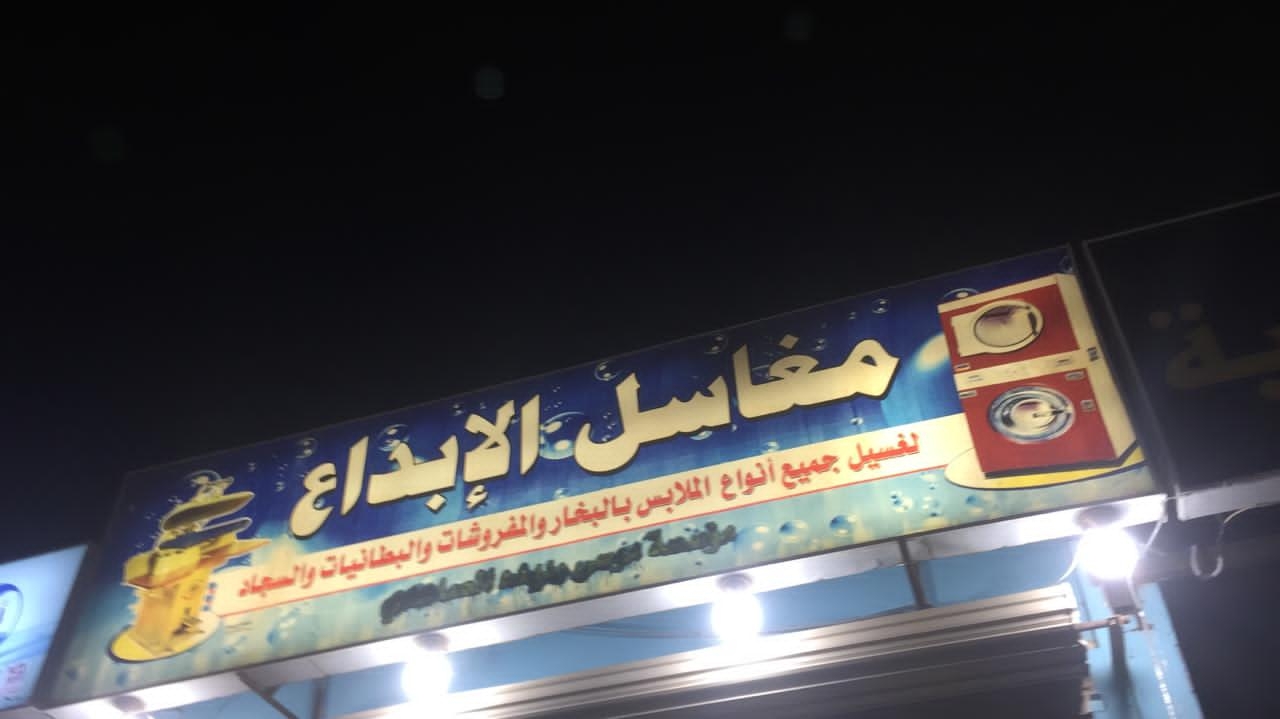 مغاسل الإبداع
لغسيل جميع أنواع الملابس بالبخار والمفروشات والبطانيات والسجاد